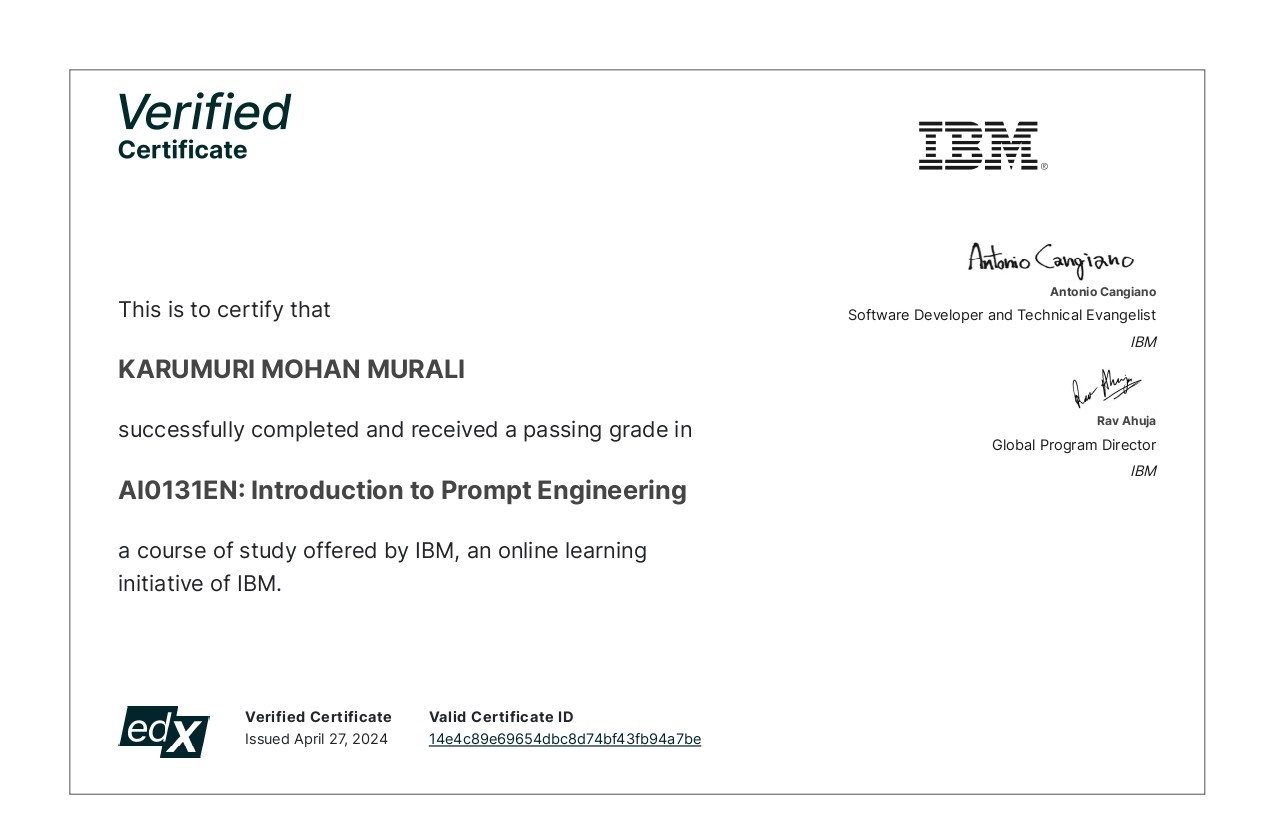 Verified
Certificate
IBM®
This is to certify that
KARUMURI MOHAN MURALI
successfully completed and received a passing grade in
AI0131EN: Introduction to Prompt Engineering
a course of study offered by IBM, an online learning
initiative of IBM.
Antonio Cangiano
Antonio Cangiano
Software Developer and Technical Evangelist
IBM
Rav Ahuja
Rav Ahuja
Global Program Director
IBM
edX
Verified Certificate
Issued April 27, 2024
Valid Certificate ID
14e4c89e69654dbc8d74bf43fb94a7be